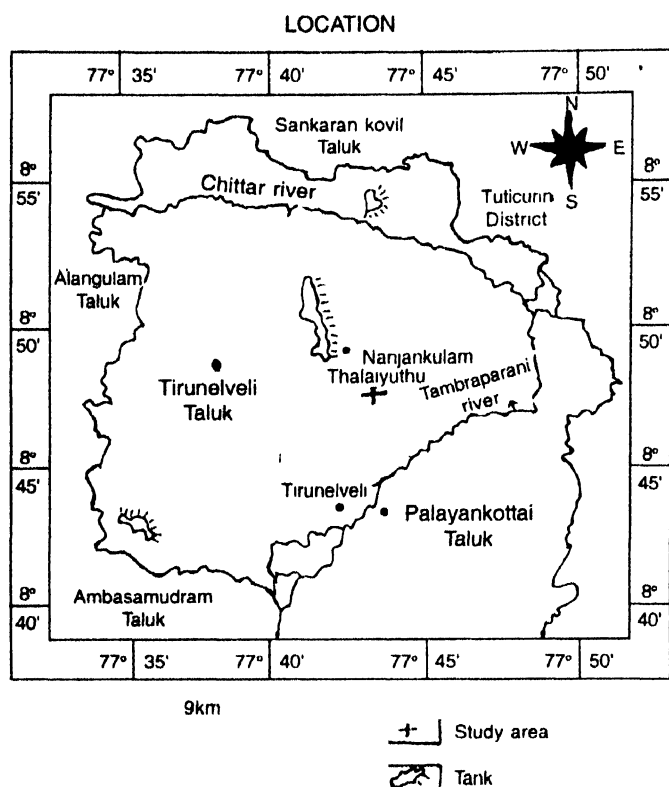 LOCATION
77° 35' 77° 40' 77° 45' 77° 50'
N
W E
S
Sankaran kovil
Taluk
8°
55'
8°
55'
Chittar river
Tuticurin
District
Alangulam
Taluk
8°
50'
8°
50'
Nanjankulam
Thalaiyuthu
Tirunelveli
Taluk
Tambraparani
river
8°
45'
8°
45'
Tirunelveli
Palayankottai
Taluk
Ambasamudram
Taluk
8°
40'
8°
40'
77° 35' 77° 40' 77° 45' 77° 50'
9km
Study area
Tank